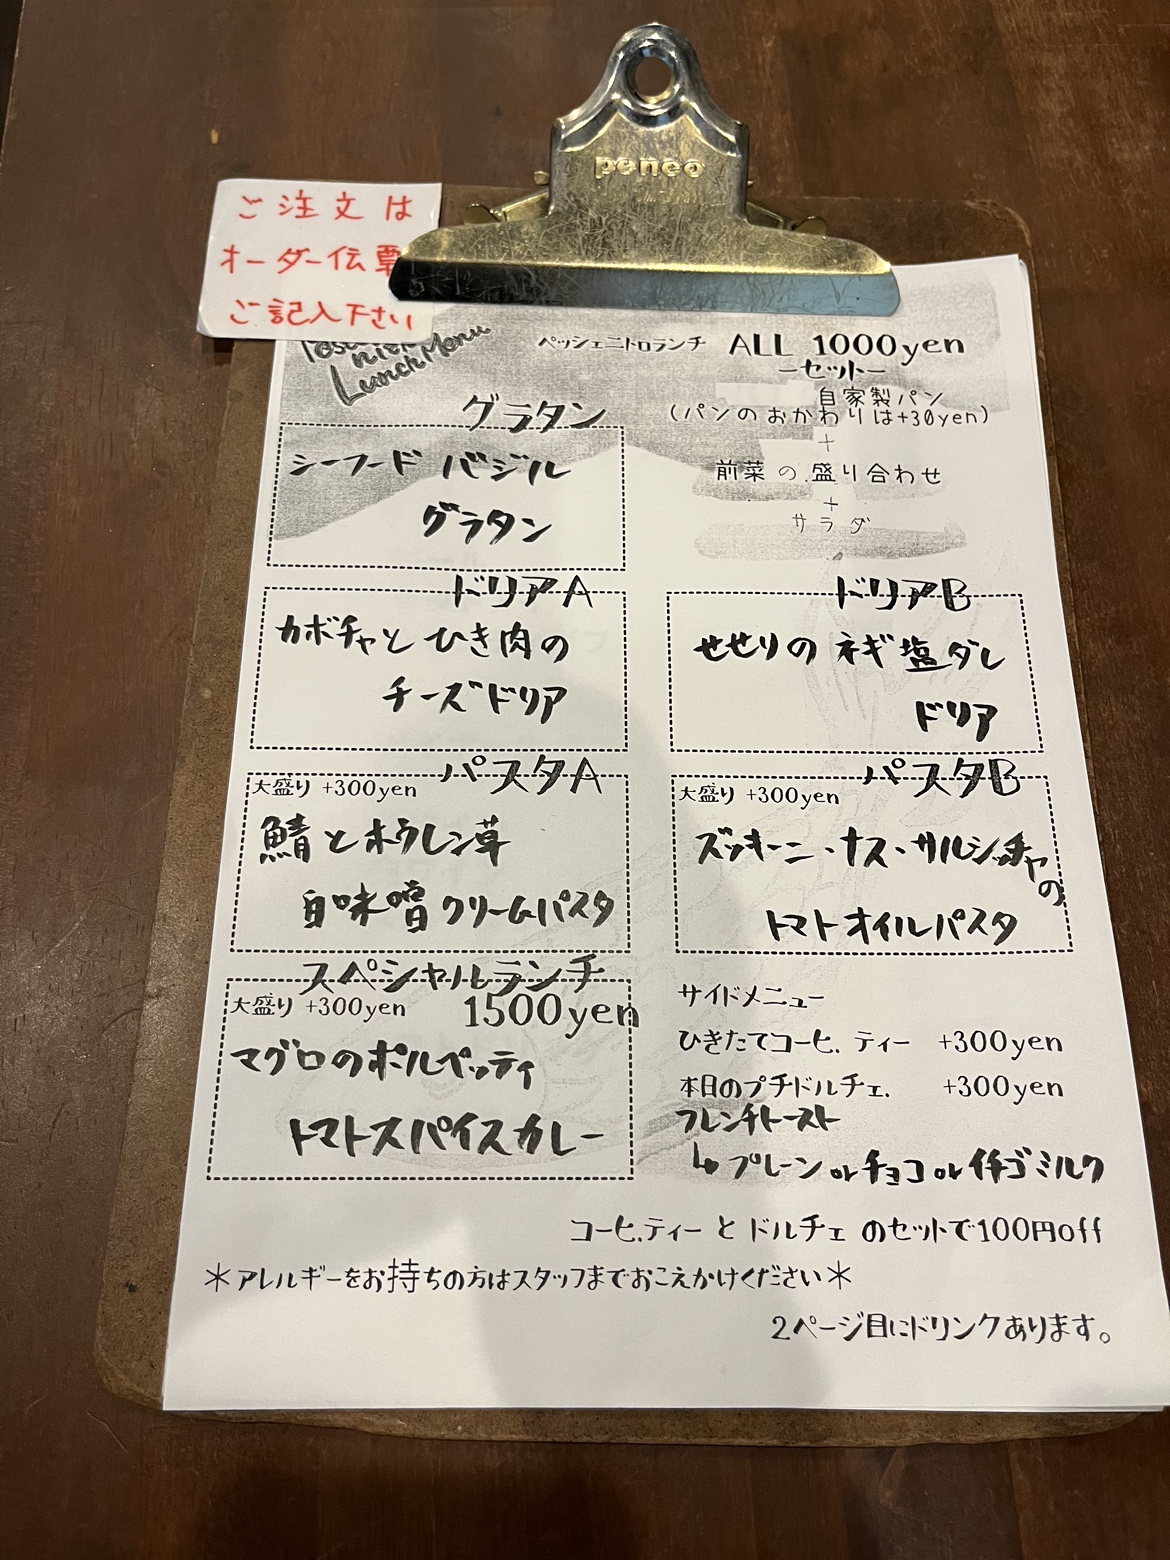 peneo
ご注文は
オーダー伝票
ご記入下さい
Lunch Menu
ペッシェニトロランチ ALL 1000yen
ーセットー
自家製パン
(パンのおかわりは+30yen)
+
前菜の盛り合わせ
+
サラダ
グラタン
シーフード バジル
グラタン
ドリアA
カボチャと ひき肉の
チーズドリア
ドリアB
せせりの ネギ塩ダレ
ドリア
パスタA
大盛り +300yen
鯖とホウレン草
白味噌クリームパスタ
パスタB
大盛り +300yen
ズッキーニ・ナス・サルシッチャの
トマトオイルパスタ
スペシャルランチ
大盛り +300yen 1500yen
マグロのポルペッティ
トマトスパイスカレー
サイドメニュー
ひきたてコーヒ. ティー +300yen
本日のプチドルチェ. +300yen
フレンチトースト
↳プレーン or チョコ or イチゴミルク
コーヒ.ティー と ドルチェ のセットで100円off
＊アレルギーをお持ちの方はスタッフまでおこえかけください＊
2ページ目にドリンクあります。